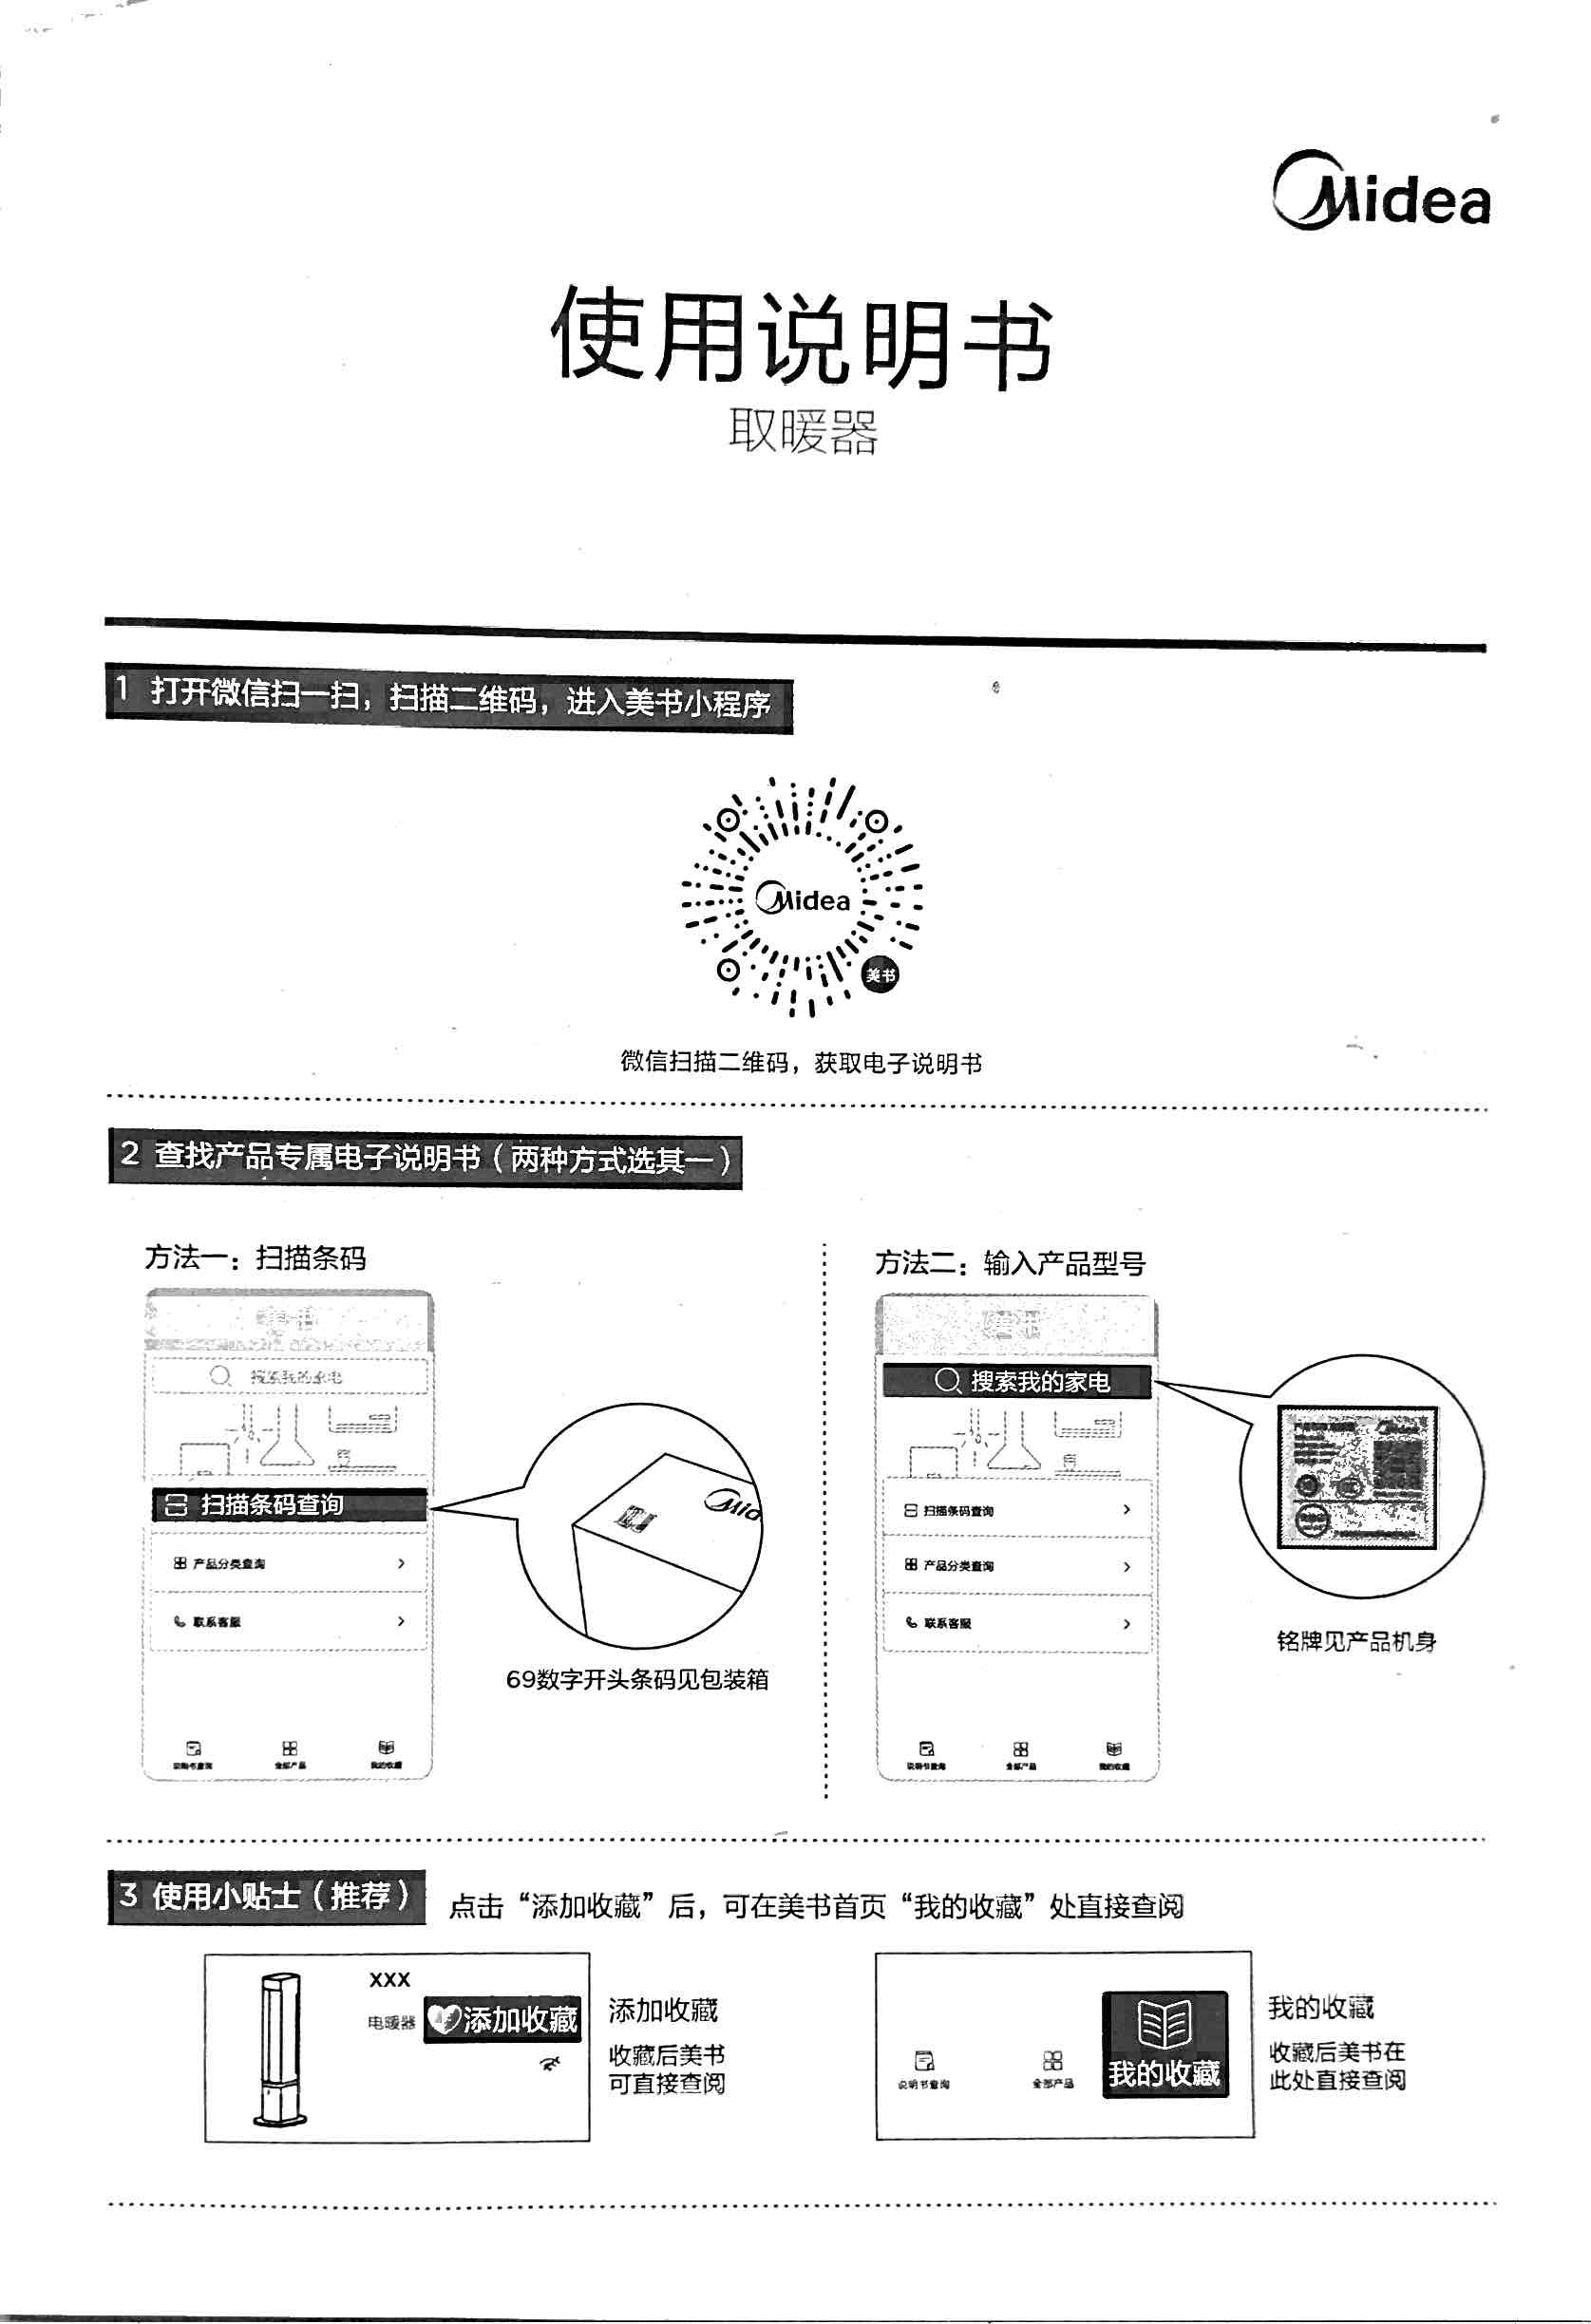 Midea
使用说明书
取暖器
1 打开微信扫一扫，扫描二维码，进入美书小程序
Midea
美书
微信扫描二维码，获取电子说明书
2 查找产品专属电子说明书（两种方式选其一）
方法一：扫描条码
美书
搜索我的家电
扫描条码查询
产品分类查询
联系客服
说明书查询
全部产品
我的收藏
69数字开头条码见包装箱
方法二：输入产品型号
美书
搜索我的家电
扫描条码查询
产品分类查询
联系客服
说明书查询
全部产品
我的收藏
铭牌见产品机身
3 使用小贴士（推荐）
点击“添加收藏”后，可在美书首页“我的收藏”处直接查阅
XXX
电暖器
添加收藏
添加收藏
收藏后美书
可直接查阅
说明书查询
全部产品
我的收藏
我的收藏
收藏后美书在
此处直接查阅